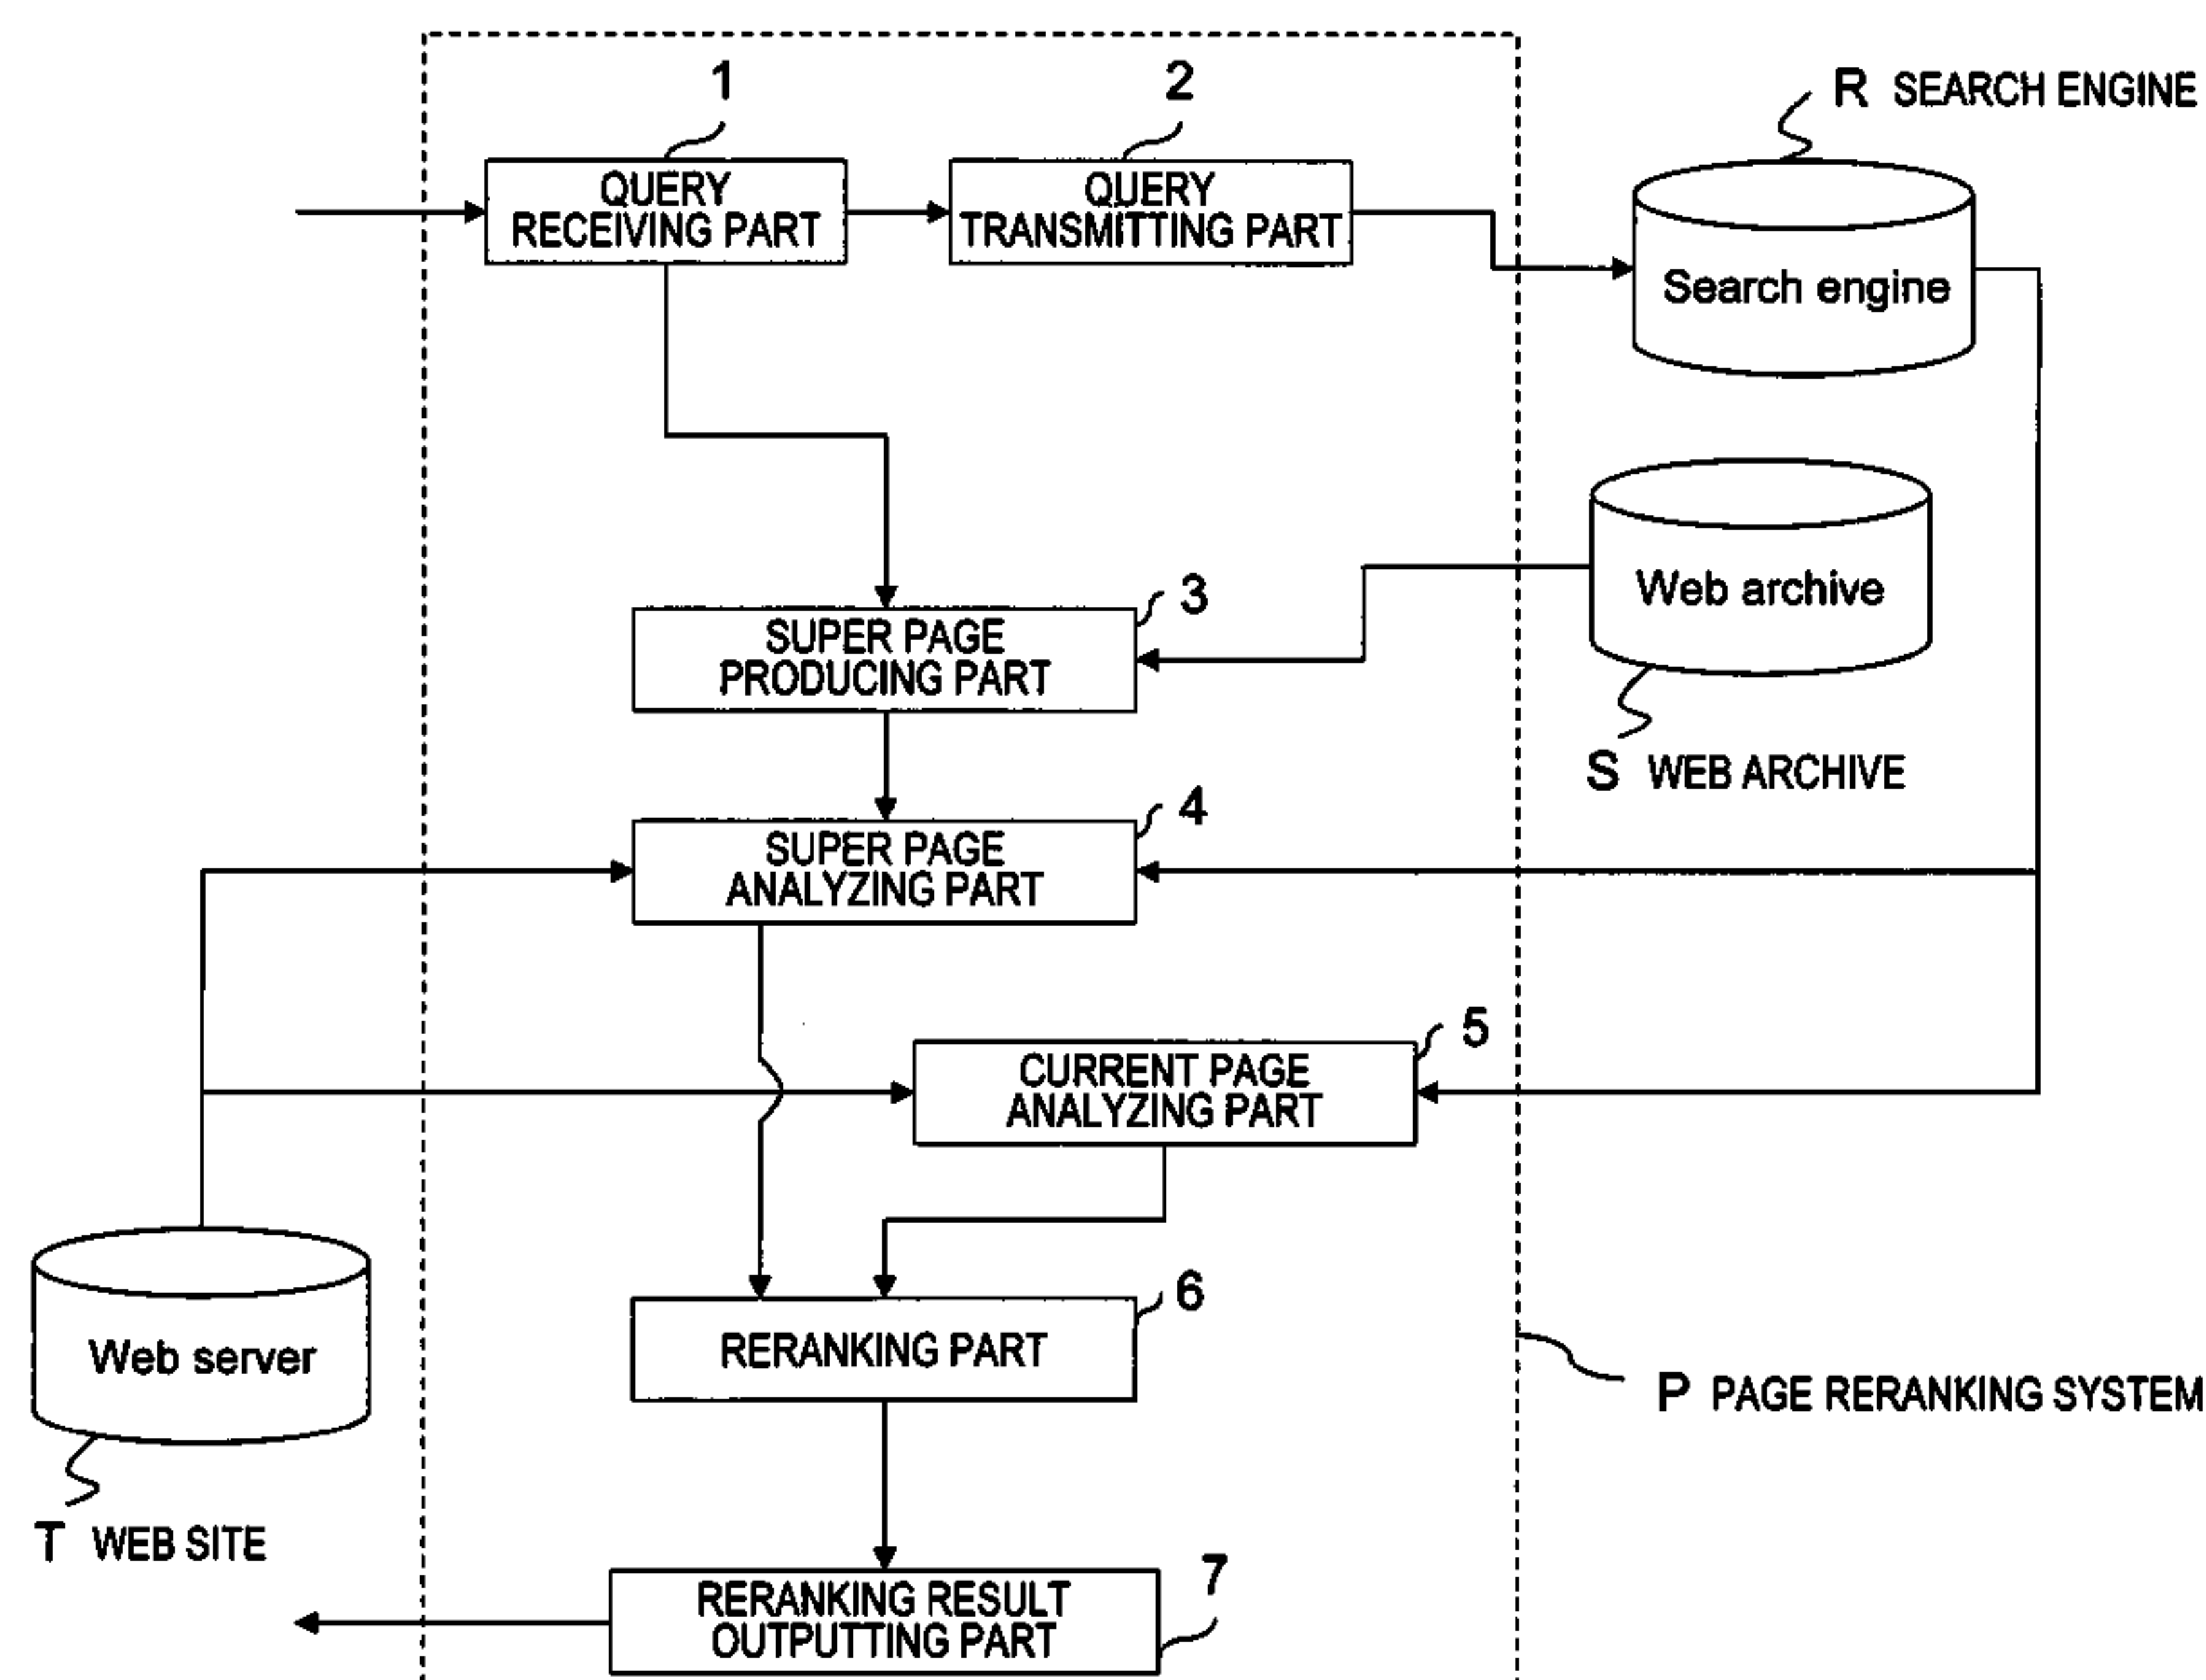 1
2
R SEARCH ENGINE
QUERY
RECEIVING PART
QUERY
TRANSMITTING PART
Search engine
Web archive
3
SUPER PAGE
PRODUCING PART
S WEB ARCHIVE
4
SUPER PAGE
ANALYZING PART
5
CURRENT PAGE
ANALYZING PART
6
RERANKING PART
Web server
P PAGE RERANKING SYSTEM
T WEB SITE
7
RERANKING RESULT
OUTPUTTING PART